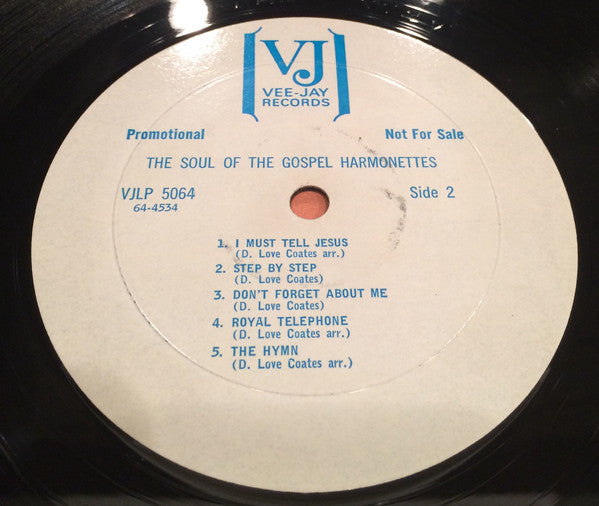 VJ
VEE-JAY
RECORDS
Promotional Not For Sale
THE SOUL OF THE GOSPEL HARMONETTES
VJLP 5064 Side 2
64-4534
1. I MUST TELL JESUS
(D. Love Coates arr.)
2. STEP BY STEP
(D. Love Coates)
3. DON'T FORGET ABOUT ME
(D. Love Coates)
4. ROYAL TELEPHONE
(D. Love Coates arr.)
5. THE HYMN
(D. Love Coates arr.)